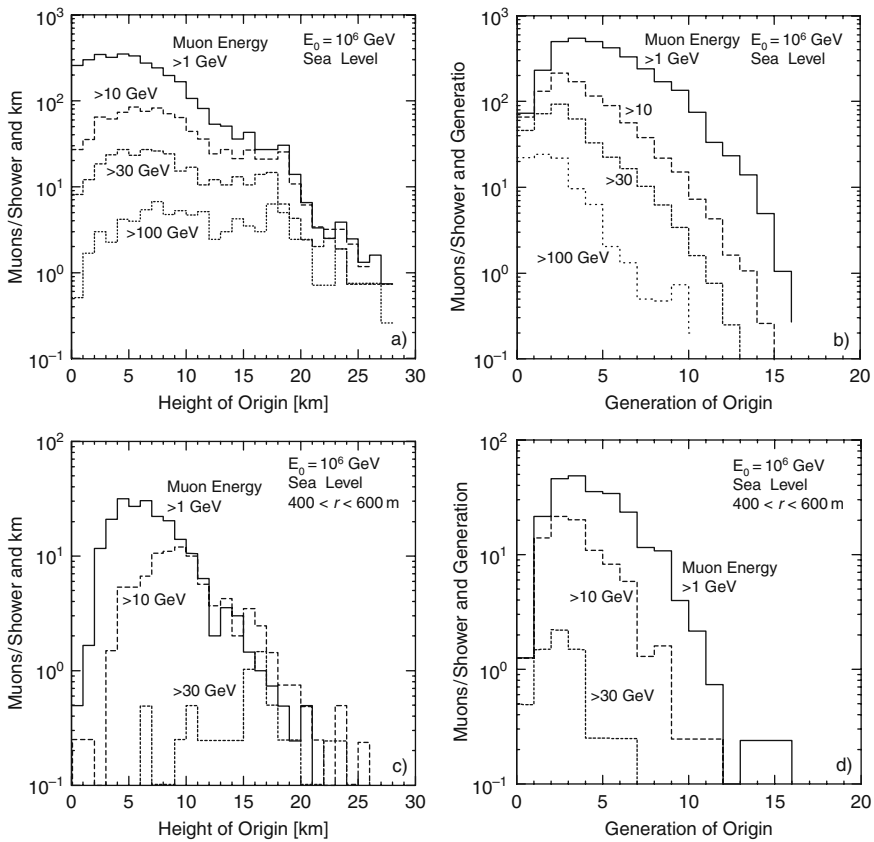 Muons/Shower and km
10³
10²
10¹
10⁰
10⁻¹
Muon Energy
>1 GeV
E₀ = 10⁶ GeV
Sea Level
>10 GeV
>30 GeV
>100 GeV
a)
0 5 10 15 20 25 30
Height of Origin [km]
Muons/Shower and Generatio
10³
10²
10¹
10⁰
10⁻¹
Muon Energy
>1 GeV
E₀ = 10⁶ GeV
Sea Level
>10
>30
>100 GeV
b)
0 5 10 15 20
Generation of Origin
Muons/Shower and km
10²
10¹
10⁰
10⁻¹
E₀ = 10⁶ GeV
Sea Level
400 < r < 600 m
Muon Energy
>1 GeV
>10 GeV
>30 GeV
c)
0 5 10 15 20 25 30
Height of Origin [km]
Muons/Shower and Generation
10²
10¹
10⁰
10⁻¹
E₀ = 10⁶ GeV
Sea Level
400 < r < 600 m
Muon Energy
>1 GeV
>10 GeV
>30 GeV
d)
0 5 10 15 20
Generation of Origin